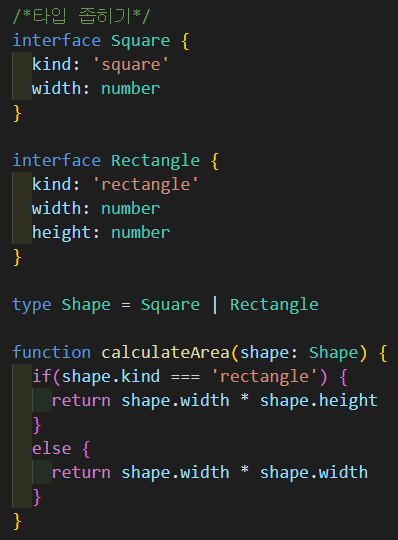 /*타입 좁히기*/
interface Square {
  kind: 'square'
  width: number
}
interface Rectangle {
  kind: 'rectangle'
  width: number
  height: number
}
type Shape = Square | Rectangle
function calculateArea(shape: Shape) {
  if(shape.kind === 'rectangle') {
    return shape.width * shape.height
  }
  else {
    return shape.width * shape.width
  }
}